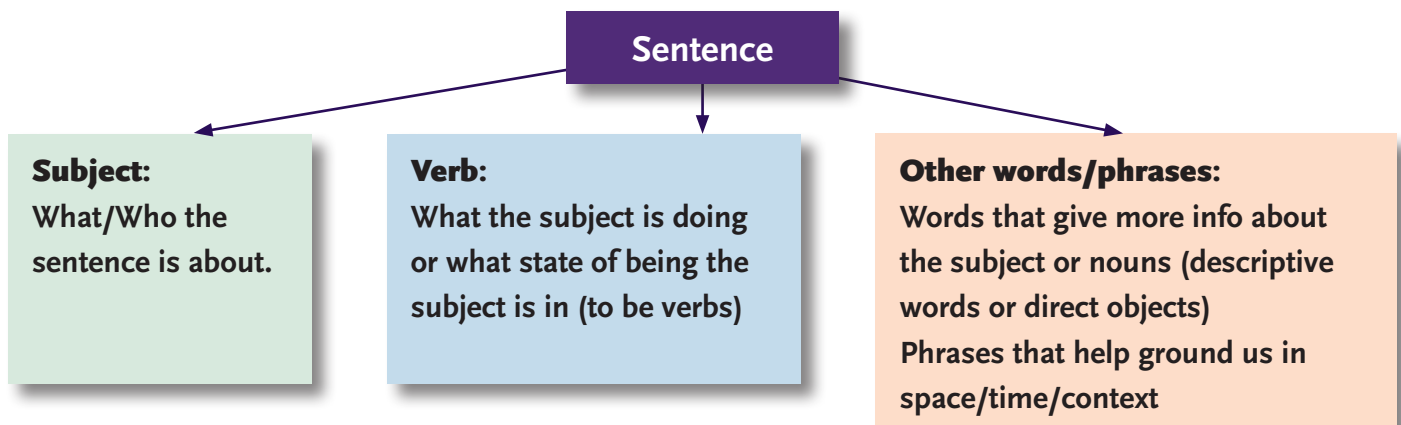 Sentence
Subject:
What/Who the
sentence is about.
Verb:
What the subject is doing
or what state of being the
subject is in (to be verbs)
Other words/phrases:
Words that give more info about
the subject or nouns (descriptive
words or direct objects)
Phrases that help ground us in
space/time/context